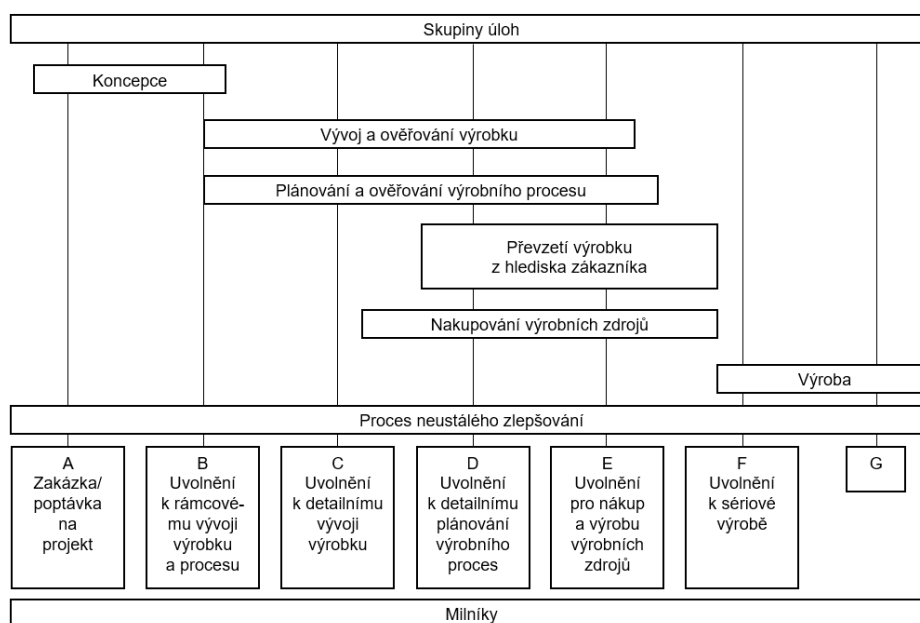 Skupiny úloh
Koncepce
Vývoj a ověřování výrobku
Plánování a ověřování výrobního procesu
Převzetí výrobku
z hlediska zákazníka
Nakupování výrobních zdrojů
Výroba
Proces neustálého zlepšování
A
Zakázka/
poptávka
na
projekt
B
Uvolnění
k rámcové-
mu vývoji
výrobku
a procesu
C
Uvolnění
k detailnímu
vývoji
výrobku
D
Uvolnění
k detailnímu
plánování
výrobního
proces
E
Uvolnění
pro nákup
a výrobu
výrobních
zdrojů
F
Uvolnění
k sériové
výrobě
G
Milníky